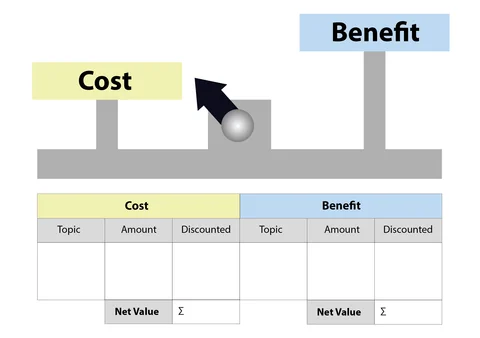 Benefit
Cost
Cost Benefit
Topic Amount Discounted Topic Amount Discounted
Net Value Σ Net Value Σ